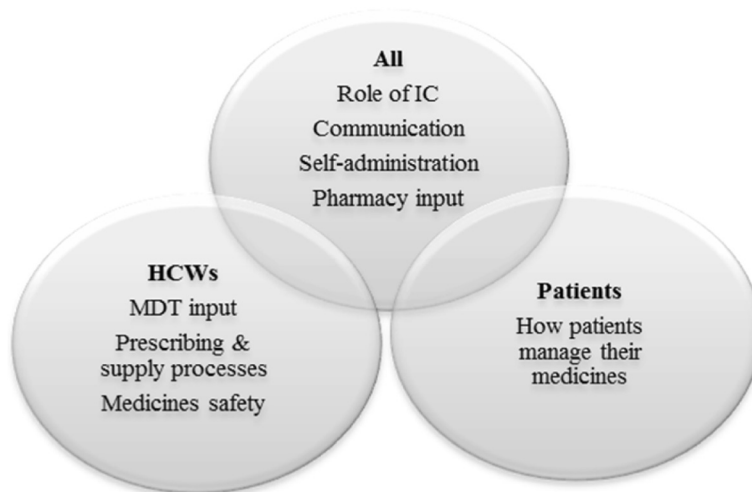 All
Role of IC
Communication
Self-administration
Pharmacy input
HCWs
MDT input
Prescribing &
supply processes
Medicines safety
Patients
How patients
manage their
medicines